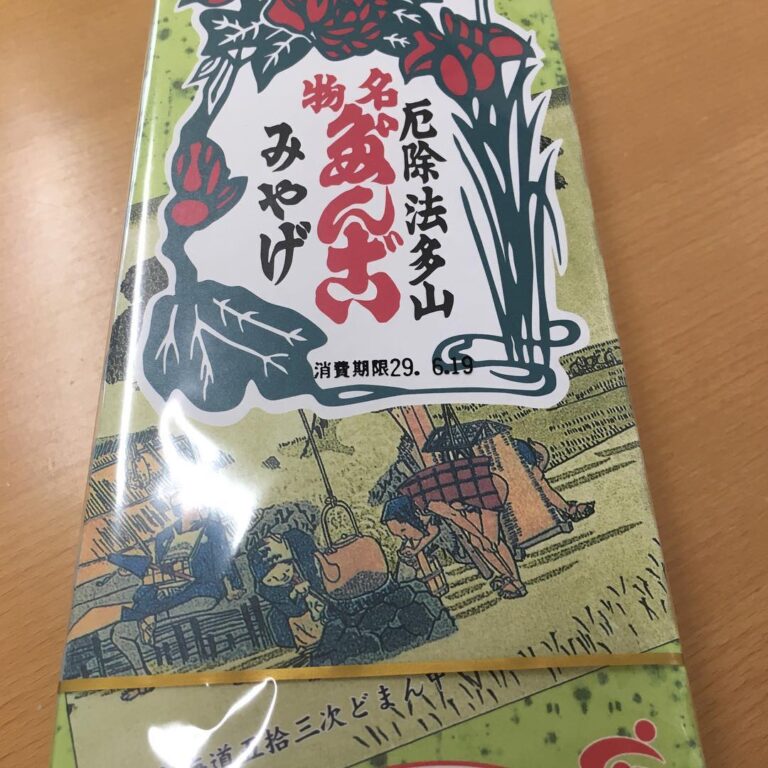 厄除法多山
名物
だんご
みやげ
消費期限29. 6.19
海道五拾三次どまん中